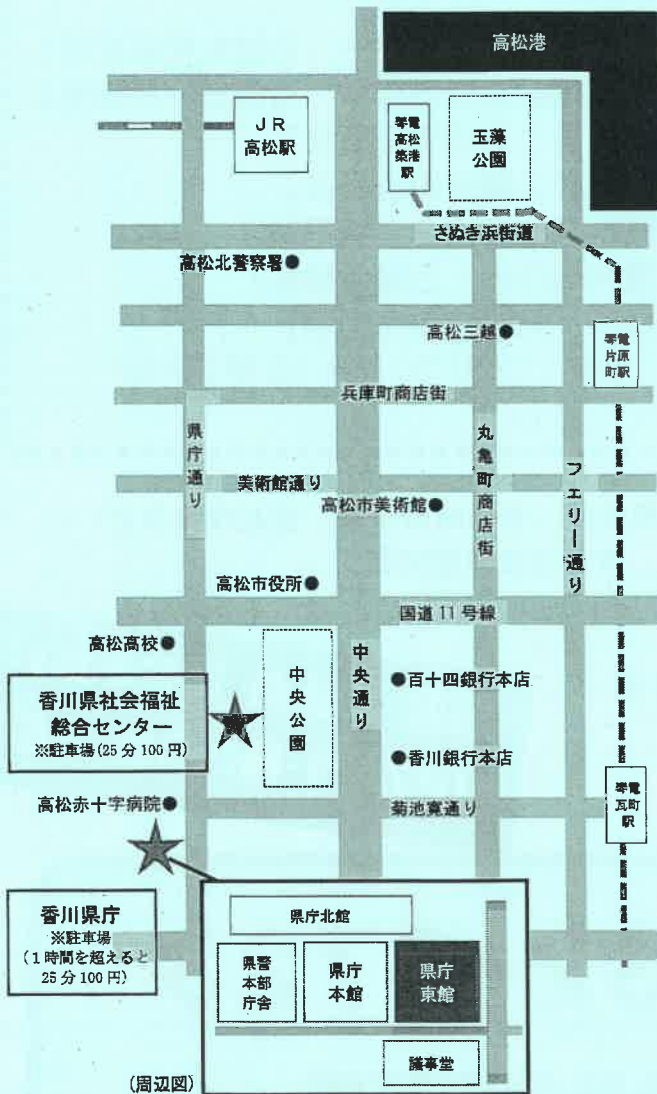 高松港
JR
高松駅
琴電
高松
築港
駅
玉藻
公園
さぬき浜街道
高松北警察署●
高松三越●
琴電
片原
町駅
兵庫町商店街
県庁通り
丸亀町商店街
フェリー通り
美術館通り
高松市美術館●
高松市役所●
国道11号線
高松高校●
中央公園
中央通り
●百十四銀行本店
香川県社会福祉
総合センター
※駐車場(25分100円)
●香川銀行本店
高松赤十字病院●
菊池寛通り
琴電
瓦町
駅
香川県庁
※駐車場
(1時間を超えると
25分100円)
県庁北館
県警
本部
庁舎
県庁
本館
県庁
東館
議事堂
(周辺図)